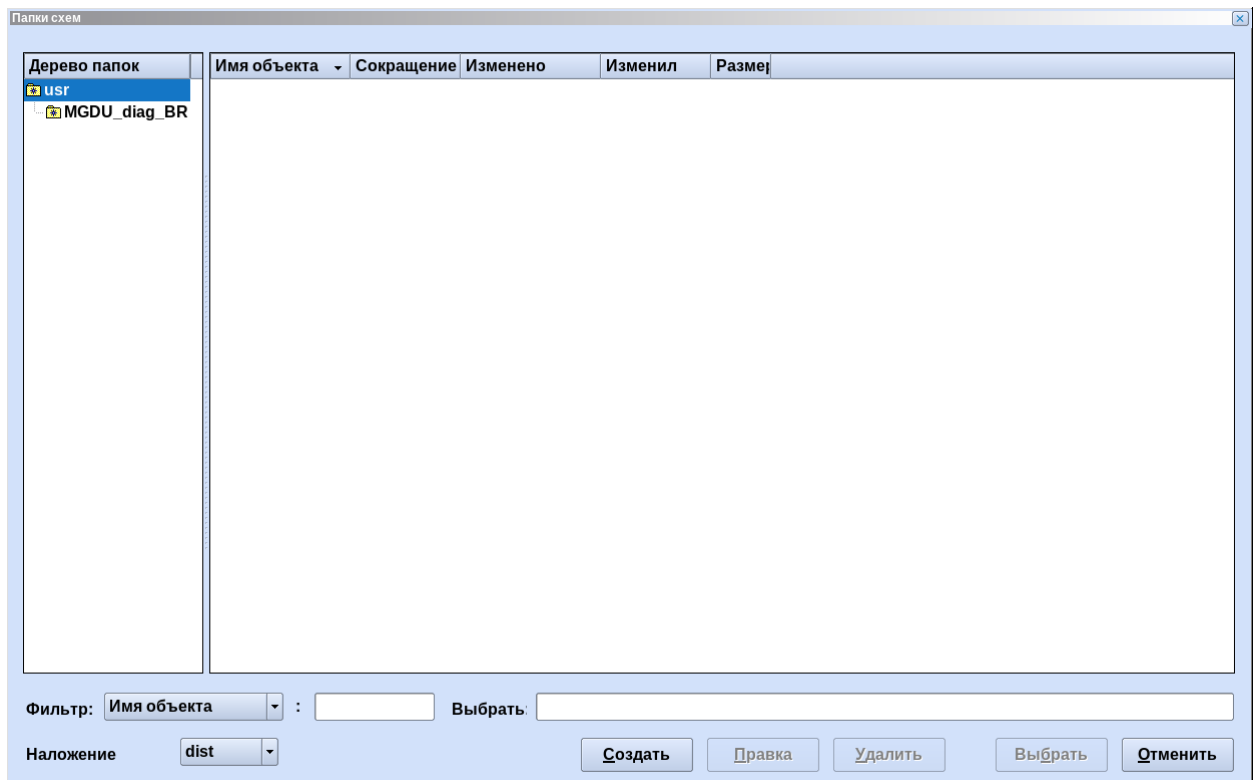 Папки схем
Дерево папок
Имя объекта Сокращение Изменено Изменил Размер
usr
MGDU_diag_BR
Фильтр: Имя объекта : Выбрать:
Наложение dist Создать Правка Удалить Выбрать Отменить